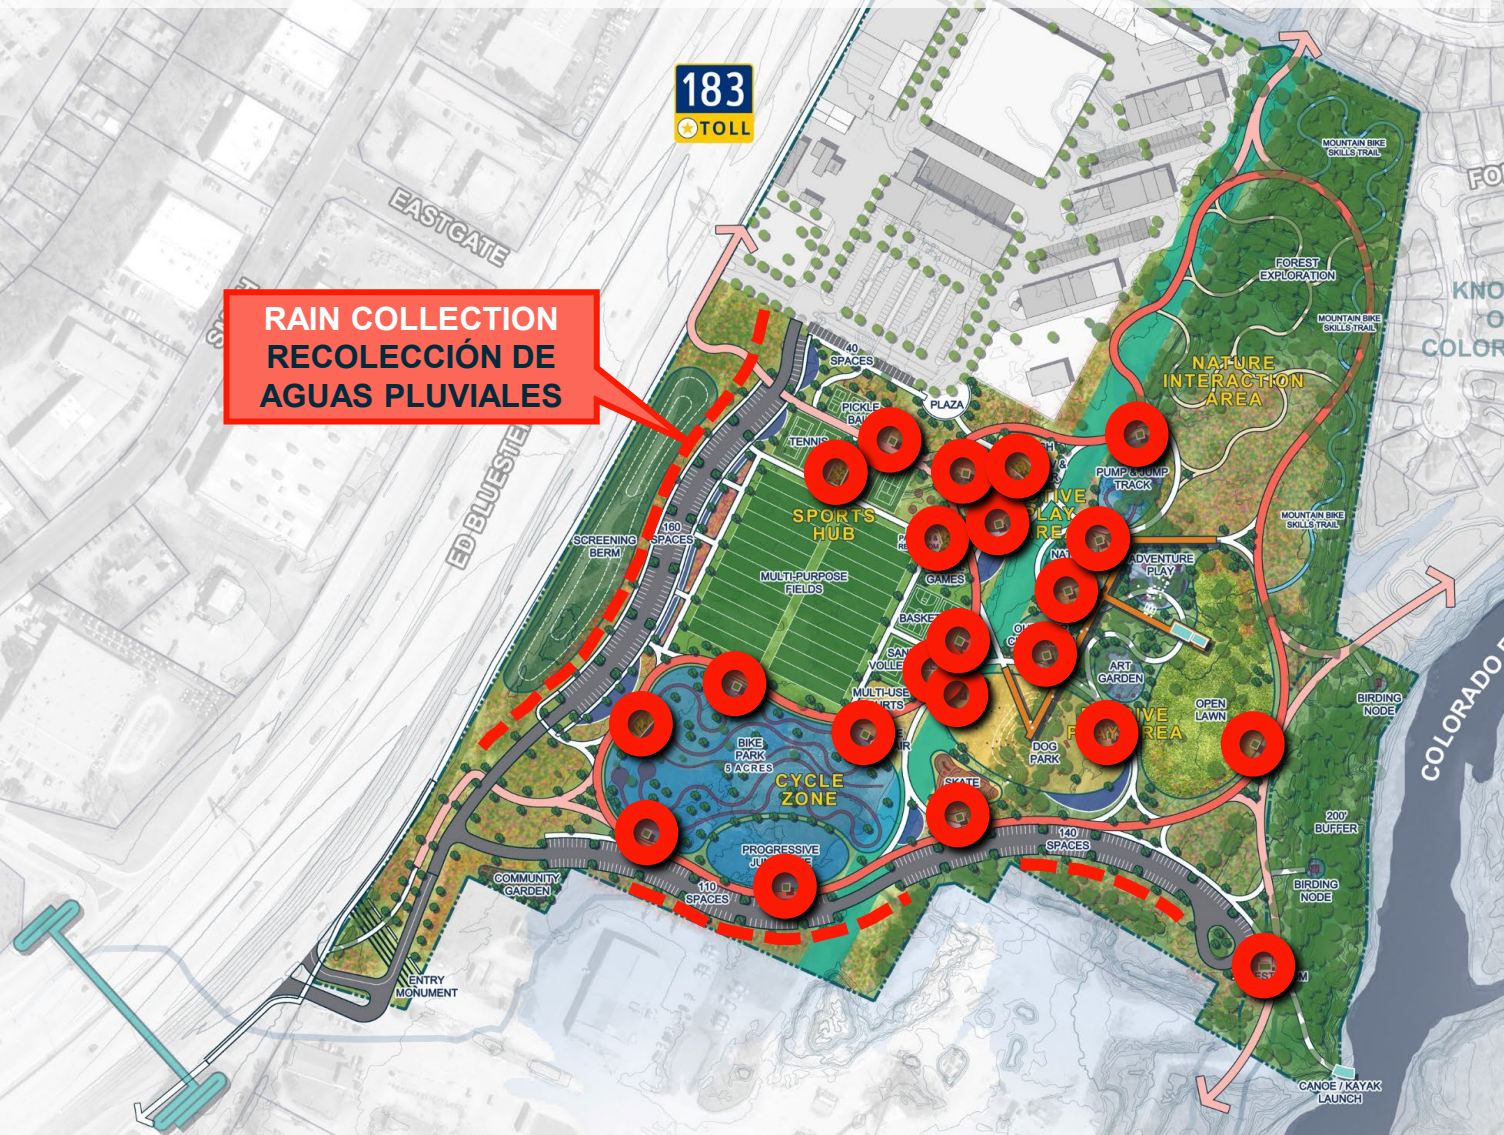 183
TOLL
EASTGATE
RAIN COLLECTION
RECOLECCIÓN DE
AGUAS PLUVIALES
ED BLUESTEIN
MOUNTAIN BIKE
SKILLS TRAIL
FOREST
EXPLORATION
MOUNTAIN BIKE
SKILLS TRAIL
KNO
O
COLOR
NATURE
INTERACTION
AREA
40
SPACES
PLAZA
PICKLE
TENNIS
PUMP & JUMP
TRACK
SPORTS
HUB
MOUNTAIN BIKE
SKILLS TRAIL
160
SPACES
SCREENING
BERM
MULTI-PURPOSE
FIELDS
GAMES
ADVENTURE
PLAY
ART
GARDEN
MULTI-USE
OPEN
LAWN
BIRDING
NODE
COLORADO
DOG
PARK
BIKE
PARK
5 ACRES
CYCLE
ZONE
SKATE
PROGRESSIVE
140
SPACES
200'
BUFFER
110
SPACES
COMMUNITY
GARDEN
BIRDING
NODE
ENTRY
MONUMENT
CANOE / KAYAK
LAUNCH